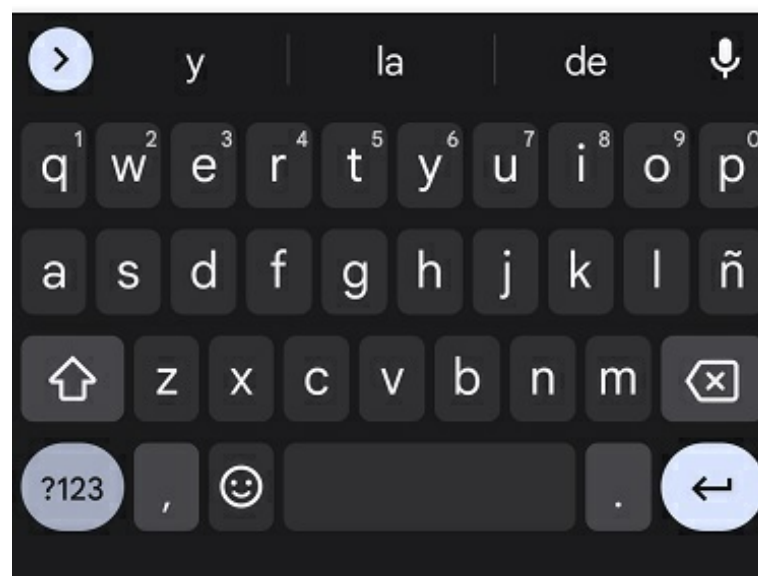 y la de
q1 w2 e3 r4 t5 y6 u7 i8 o9 p0
a s d f g h j k l ñ
z x c v b n m
?123 , .